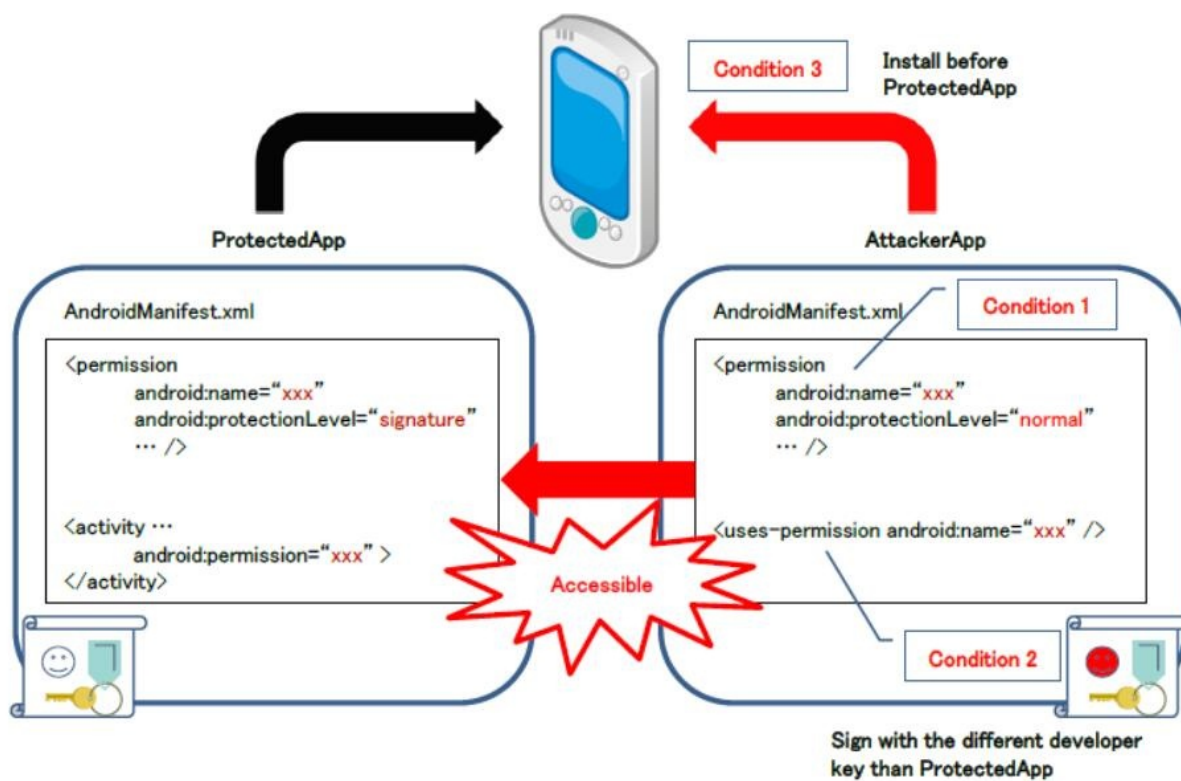 Condition 3
Install before
ProtectedApp
ProtectedApp
AndroidManifest.xml
<permission
android:name=“xxx”
android:protectionLevel=“signature”
… />
<activity …
android:permission=“xxx” >
</activity>
AttackerApp
AndroidManifest.xml
Condition 1
<permission
android:name=“xxx”
android:protectionLevel=“normal”
… />
<uses-permission android:name=“xxx” />
Accessible
Condition 2
Sign with the different developer
key than ProtectedApp